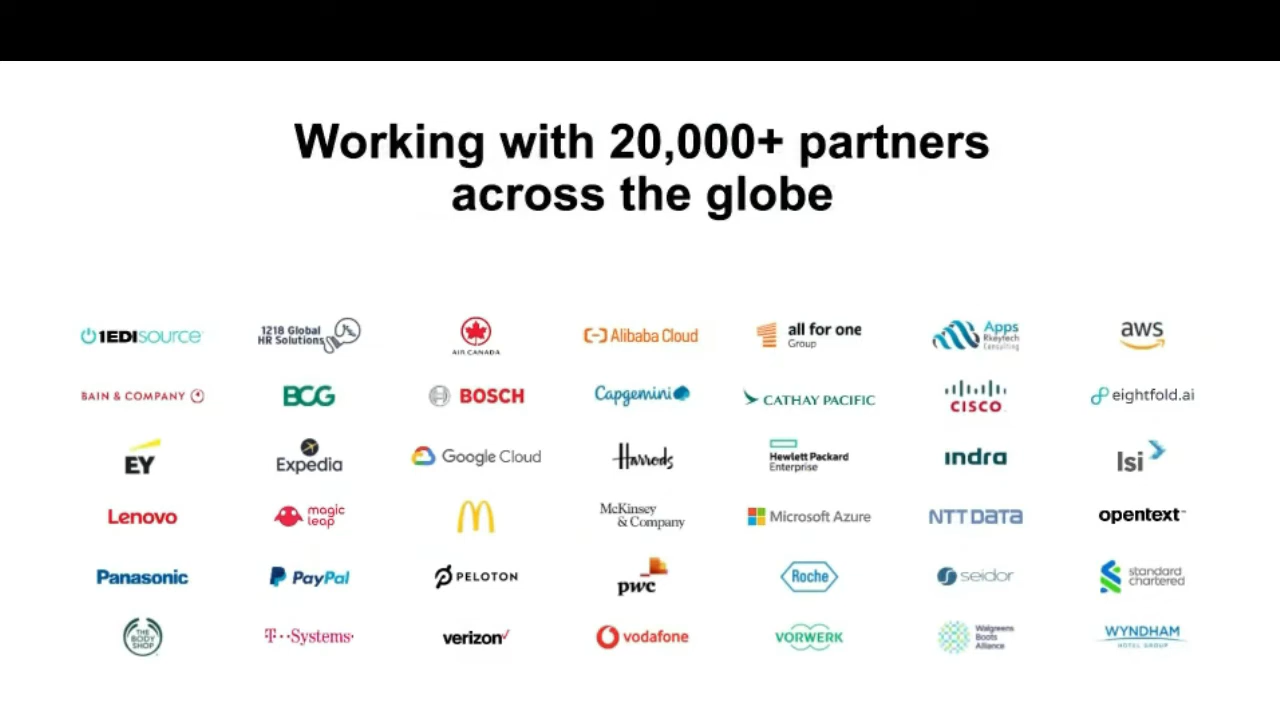 Working with 20,000+ partners
across the globe
1EDISOURCE
1218 Global
HR Solutions
AIR CANADA
Alibaba Cloud
all for one
Group
Apps
Rkeytech
Consulting
aws
BAIN & COMPANY
BCG
BOSCH
Capgemini
CATHAY PACIFIC
CISCO
eightfold.ai
EY
Expedia
Google Cloud
Harrods
Hewlett Packard
Enterprise
indra
lsi
Lenovo
magic
leap
McKinsey
& Company
Microsoft Azure
NTT DATA
opentext™
Panasonic
PayPal
PELOTON
pwc
Roche
seidor
standard
chartered
THE
BODY
SHOP
T··Systems·
verizon✓
vodafone
VORWERK
Walgreens
Boots
Alliance
WYNDHAM
HOTEL GROUP